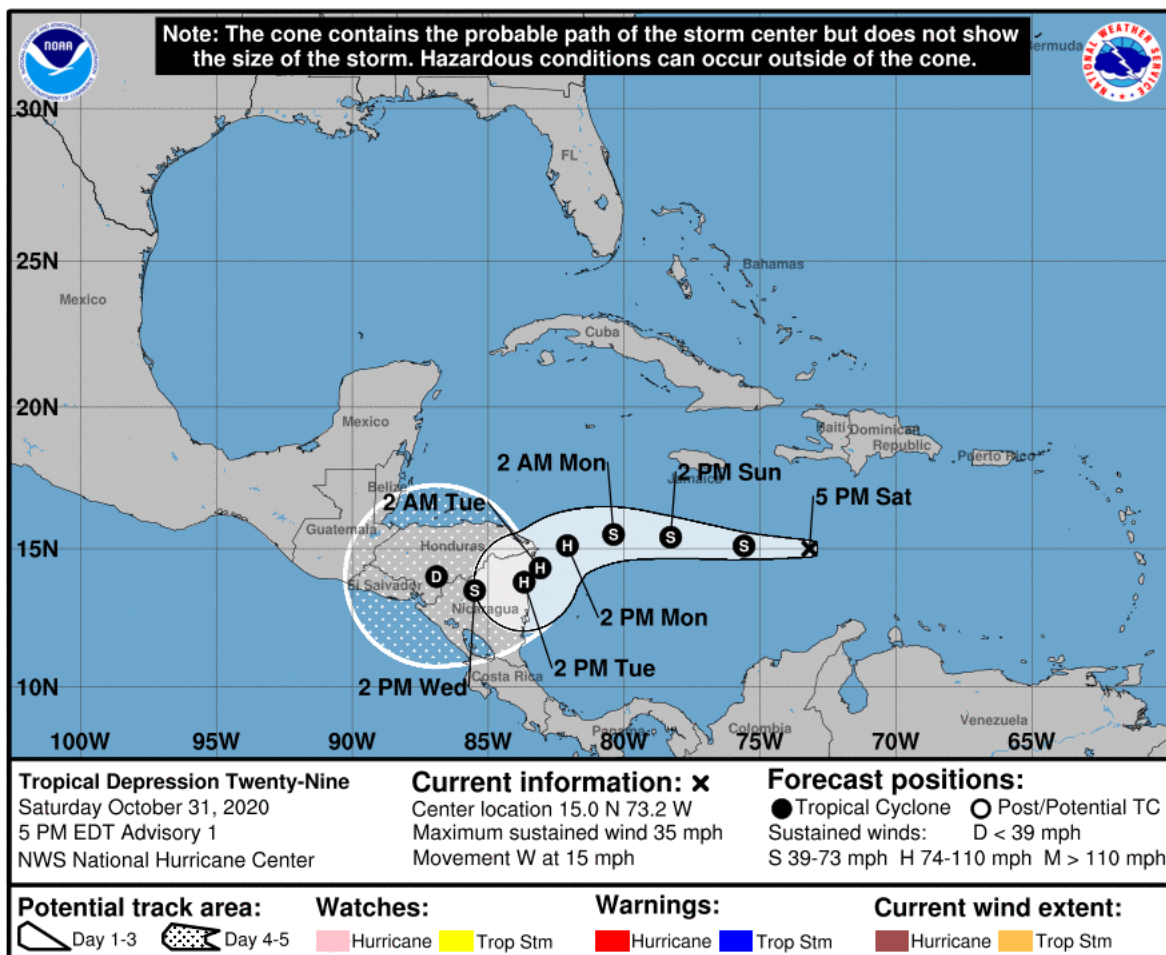 Note: The cone contains the probable path of the storm center but does not show
the size of the storm. Hazardous conditions can occur outside of the cone.
NOAA
NATIONAL WEATHER SERVICE
Bermuda
30N
FL
25N
Bahamas
Mexico
Cuba
20N
Mexico
Haiti
Dominican
Republic
Puerto Rico
2 AM Mon
2 PM Sun
Jamaica
5 PM Sat
Belize
2 AM Tue
Guatemala
Honduras
15N
S
S
S
H
H
H
D
S
El Salvador
Nicaragua
2 PM Mon
2 PM Tue
2 PM Wed
Costa Rica
10N
Panama
Colombia
Venezuela
100W 95W 90W 85W 80W 75W 70W 65W
Tropical Depression Twenty-Nine
Saturday October 31, 2020
5 PM EDT Advisory 1
NWS National Hurricane Center
Current information: x
Center location 15.0 N 73.2 W
Maximum sustained wind 35 mph
Movement W at 15 mph
Forecast positions:
Tropical Cyclone Post/Potential TC
Sustained winds: D < 39 mph
S 39-73 mph H 74-110 mph M > 110 mph
Potential track area:
Day 1-3 Day 4-5
Watches:
Hurricane Trop Stm
Warnings:
Hurricane Trop Stm
Current wind extent:
Hurricane Trop Stm